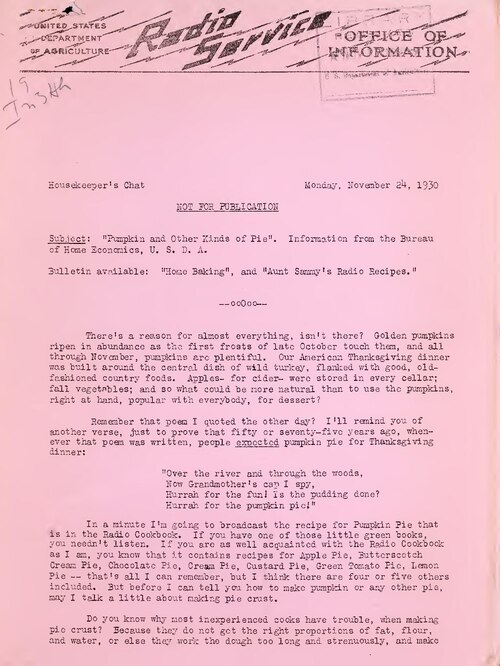 UNITED STATES
DEPARTMENT
OF AGRICULTURE
Radio
Service
OFFICE OF
INFORMATION
U. S. Department of Agriculture
19
In3Hh
Housekeeper's Chat Monday, November 24, 1930
NOT FOR PUBLICATION
Subject: "Pumpkin and Other Kinds of Pie". Information from the Bureau
of Home Economics, U. S. D. A.
Bulletin available: "Home Baking", and "Aunt Sammy's Radio Recipes."
--ooOoo--
There's a reason for almost everything, isn't there? Golden pumpkins
ripen in abundance as the first frosts of late October touch them, and all
through November, pumpkins are plentiful. Our American Thanksgiving dinner
was built around the central dish of wild turkey, flanked with good, old-
fashioned country foods. Apples- for cider- were stored in every cellar;
fall vegetables; and so what could be more natural than to use the pumpkins,
right at hand, popular with everybody, for dessert?
Remember that poem I quoted the other day? I'll remind you of
another verse, just to prove that fifty or seventy-five years ago, when-
ever that poem was written, people expected pumpkin pie for Thanksgiving
dinner:
"Over the river and through the woods,
Now Grandmother's cap I spy,
Hurrah for the fun! Is the pudding done?
Hurrah for the pumpkin pie!"
In a minute I'm going to broadcast the recipe for Pumpkin Pie that
is in the Radio Cookbook. If you have one of those little green books,
you needn't listen. If you are as well acquainted with the Radio Cookbook
as I am, you know that it contains recipes for Apple Pie, Butterscotch
Cream Pie, Chocolate Pie, Cream Pie, Custard Pie, Green Tomato Pie, Lemon
Pie -- that's all I can remember, but I think there are four or five others
included. But before I can tell you how to make pumpkin or any other pie,
may I talk a little about making pie crust.
Do you know why most inexperienced cooks have trouble, when making
pie crust? Because they do not get the right proportions of fat, flour,
and water, or else they work the dough too long and strenuously, and make